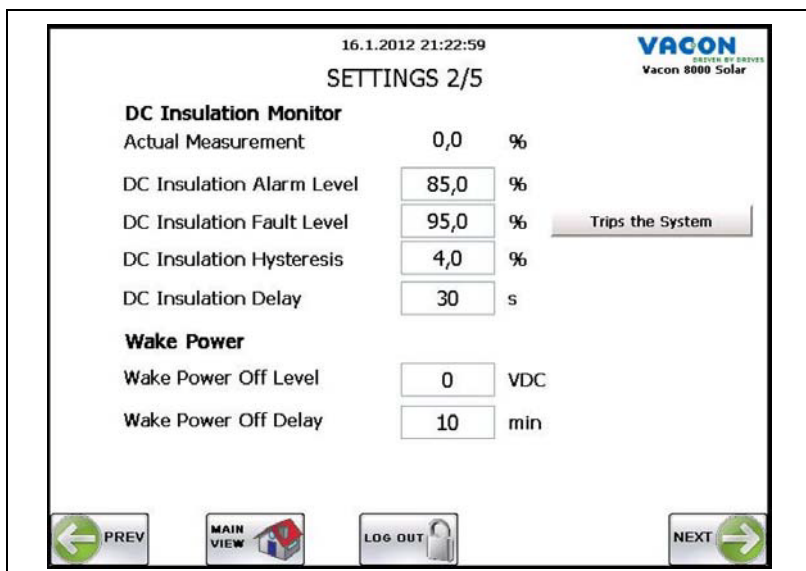 16.1.2012 21:22:59
VACON
DRIVEN BY DRIVES
Vacon 8000 Solar
SETTINGS 2/5
DC Insulation Monitor
Actual Measurement 0,0 %
DC Insulation Alarm Level 85,0 %
DC Insulation Fault Level 95,0 % Trips the System
DC Insulation Hysteresis 4,0 %
DC Insulation Delay 30 s
Wake Power
Wake Power Off Level 0 VDC
Wake Power Off Delay 10 min
PREV MAIN VIEW LOG OUT NEXT